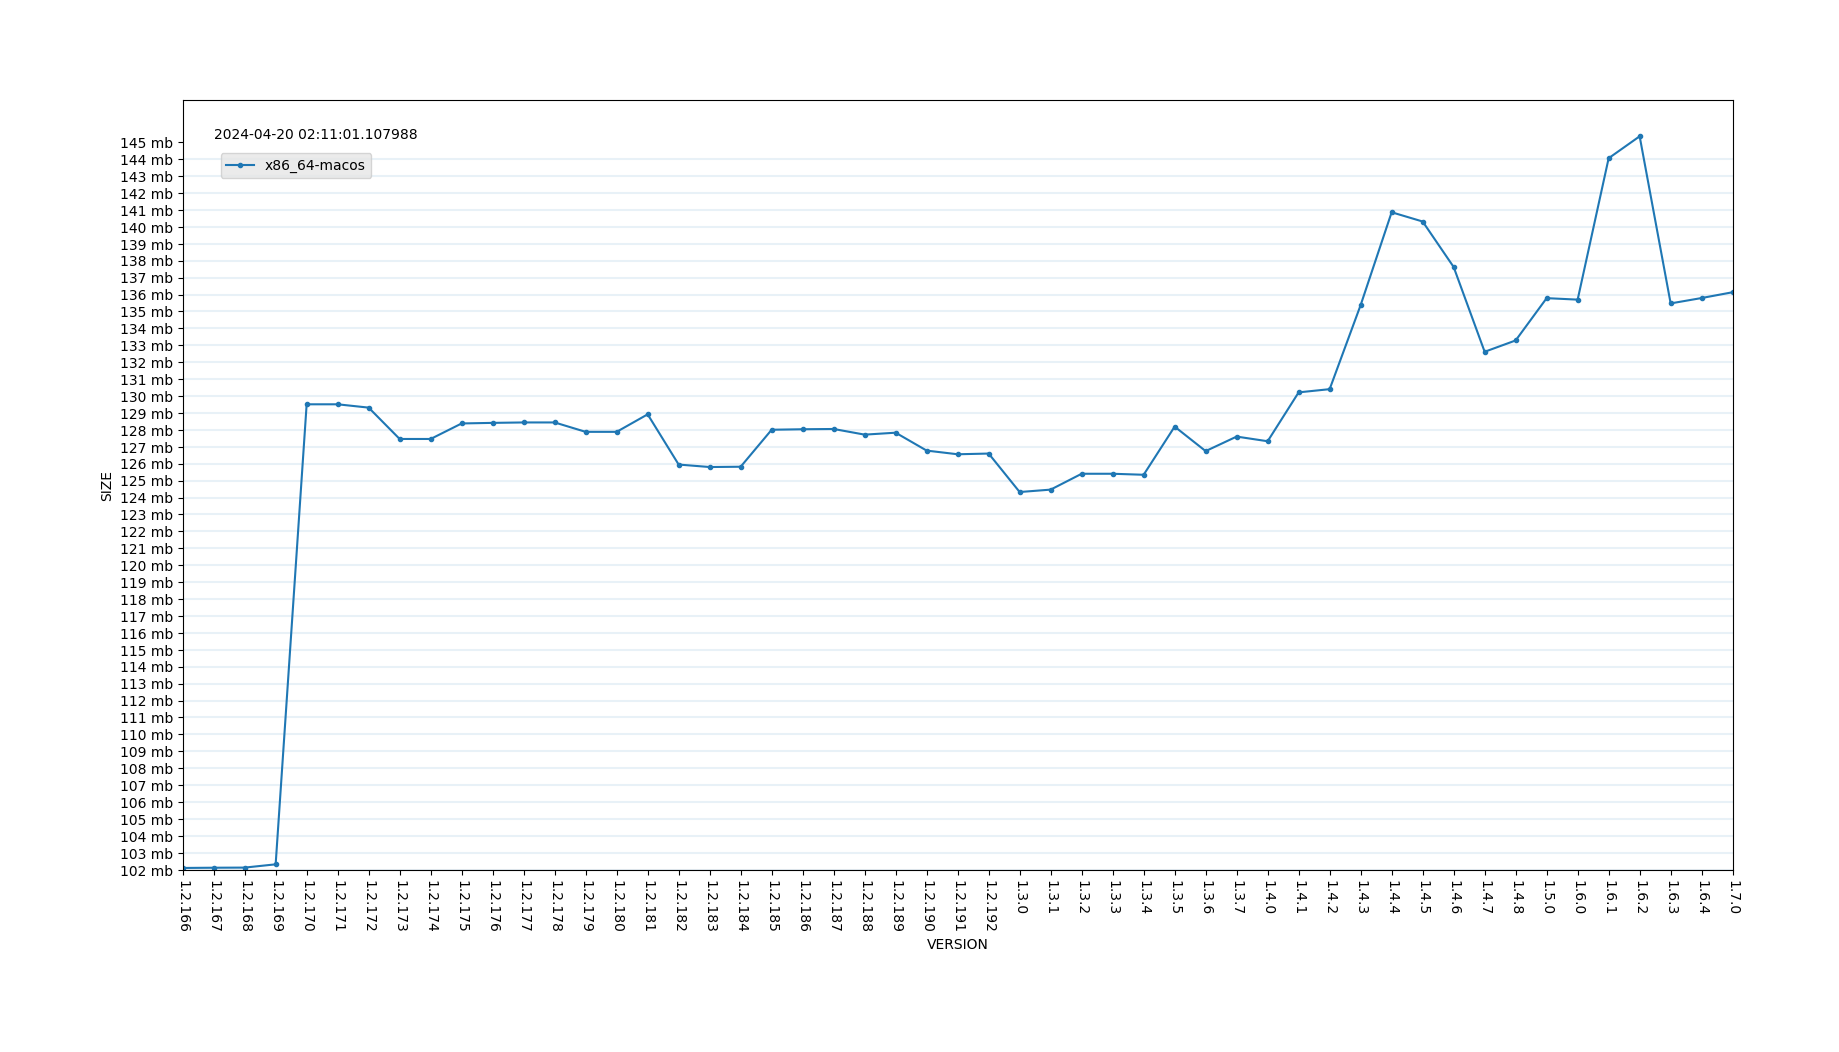 2024-04-20 02:11:01.107988
x86_64-macos
145 mb
144 mb
143 mb
142 mb
141 mb
140 mb
139 mb
138 mb
137 mb
136 mb
135 mb
134 mb
133 mb
132 mb
131 mb
130 mb
129 mb
128 mb
127 mb
126 mb
125 mb
124 mb
123 mb
122 mb
121 mb
120 mb
119 mb
118 mb
117 mb
116 mb
115 mb
114 mb
113 mb
112 mb
111 mb
110 mb
109 mb
108 mb
107 mb
106 mb
105 mb
104 mb
103 mb
102 mb
SIZE
1.2.166
1.2.167
1.2.168
1.2.169
1.2.170
1.2.171
1.2.172
1.2.173
1.2.174
1.2.175
1.2.176
1.2.177
1.2.178
1.2.179
1.2.180
1.2.181
1.2.182
1.2.183
1.2.184
1.2.185
1.2.186
1.2.187
1.2.188
1.2.189
1.2.190
1.2.191
1.2.192
1.3.0
1.3.1
1.3.2
1.3.3
1.3.4
1.3.5
1.3.6
1.3.7
1.4.0
1.4.1
1.4.2
1.4.3
1.4.4
1.4.5
1.4.6
1.4.7
1.4.8
1.5.0
1.6.0
1.6.1
1.6.2
1.6.3
1.6.4
1.7.0
VERSION